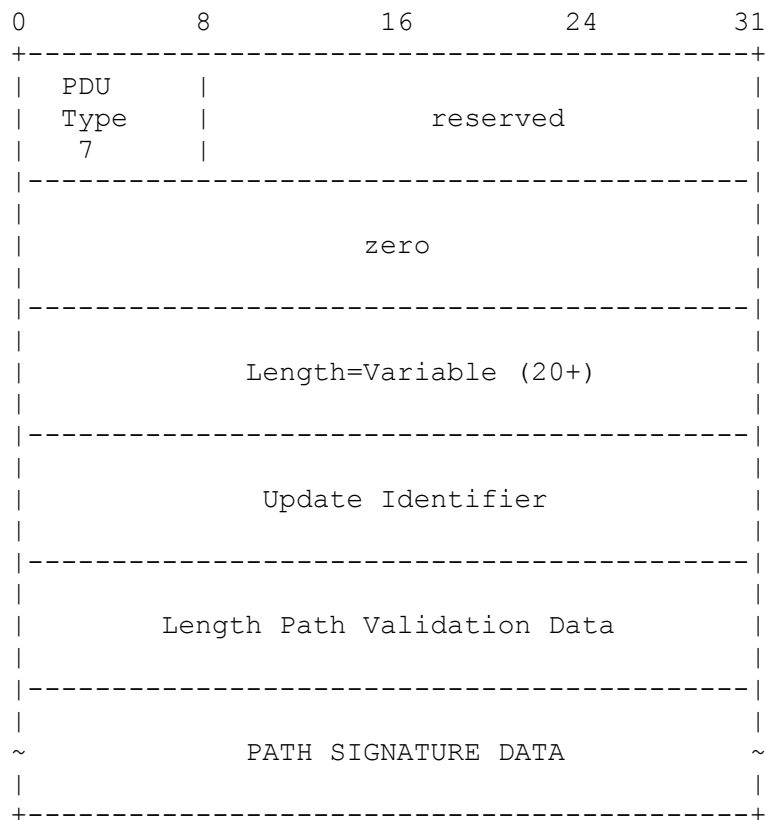 0          8          16         24       31
+-------------------------------------------+
|  PDU     |                                |
|  Type    |            reserved            |
|   7      |                                |
|-------------------------------------------|
|                                           |
|                   zero                    |
|                                           |
|-------------------------------------------|
|                                           |
|            Length=Variable (20+)          |
|                                           |
|-------------------------------------------|
|                                           |
|             Update Identifier             |
|                                           |
|-------------------------------------------|
|                                           |
|       Length Path Validation Data         |
|                                           |
|-------------------------------------------|
|                                           |
~            PATH SIGNATURE DATA            ~
|                                           |
+-------------------------------------------+